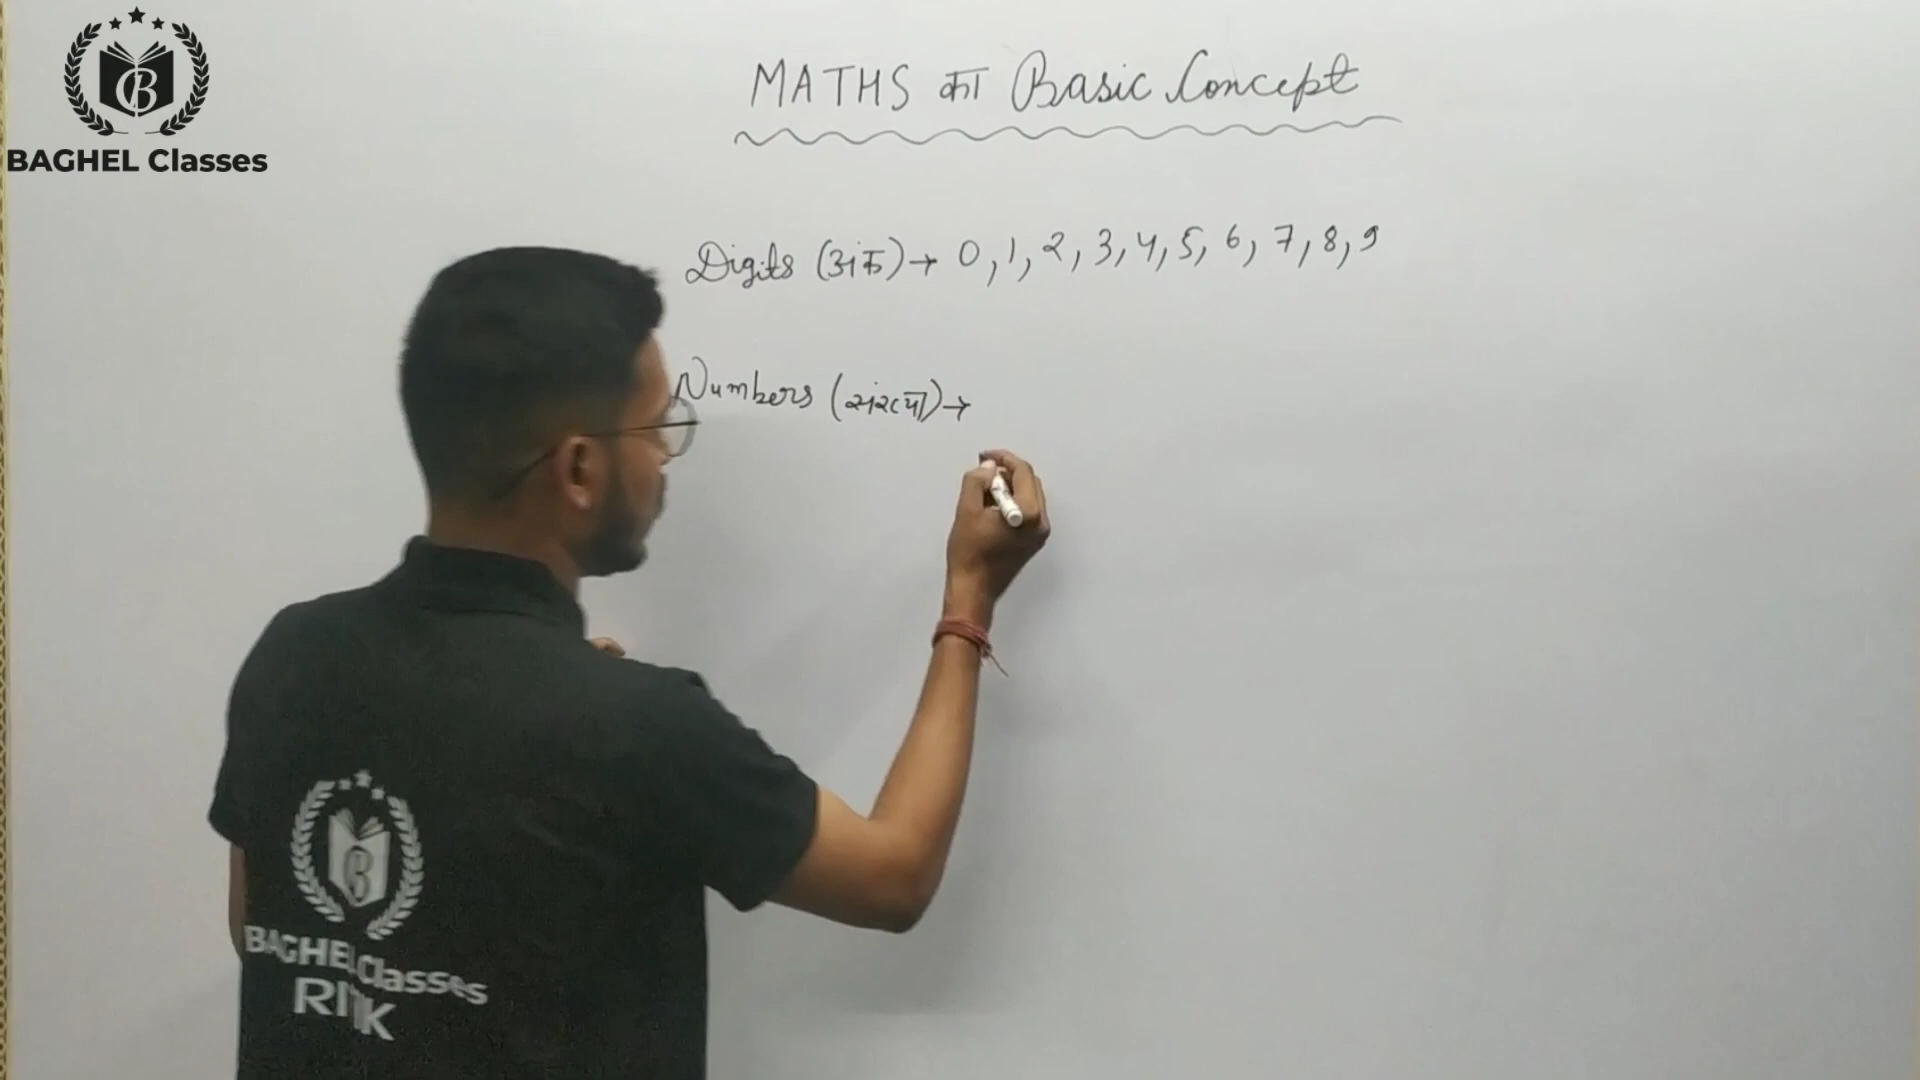 BAGHEL Classes
MATHS का Basic Concept
Digits (अंक) → 0, 1, 2, 3, 4, 5, 6, 7, 8, 9
Numbers (संख्या) →
B
BAGHEL Classes
RITIK